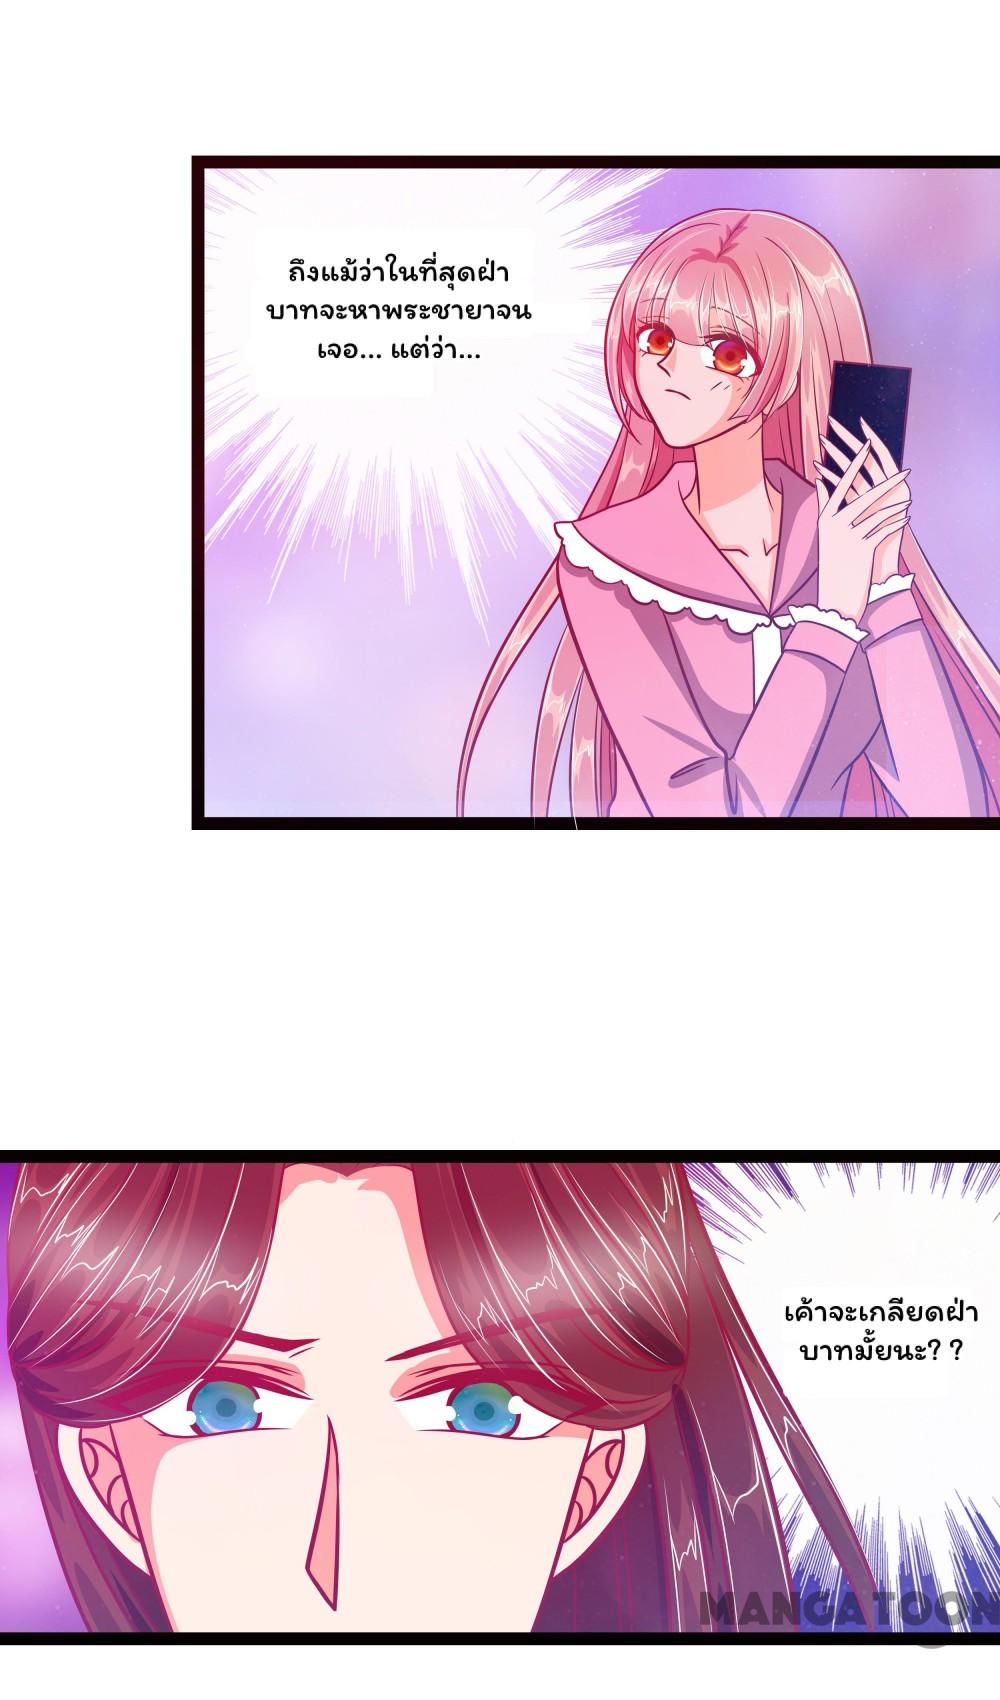 ถึงแม้ว่าในที่สุดฝ่า
บาทจะหาพระชายาจน
เจอ... แต่ว่า...
เค้าจะเกลียดฝ่า
บาทมั้ยนะ? ?
MANGATOON